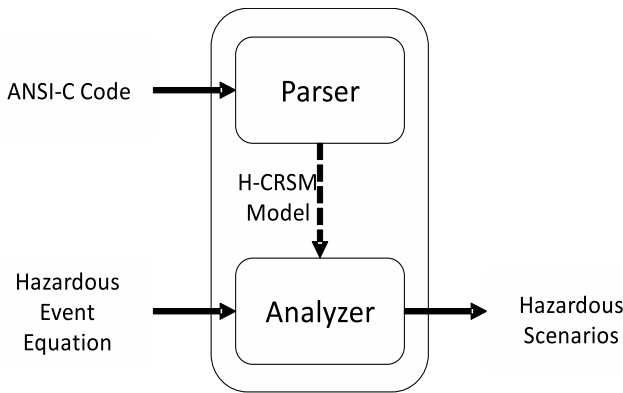 ANSI-C Code
Parser
H-CRSM
Model
Hazardous
Event
Equation
Analyzer
Hazardous
Scenarios